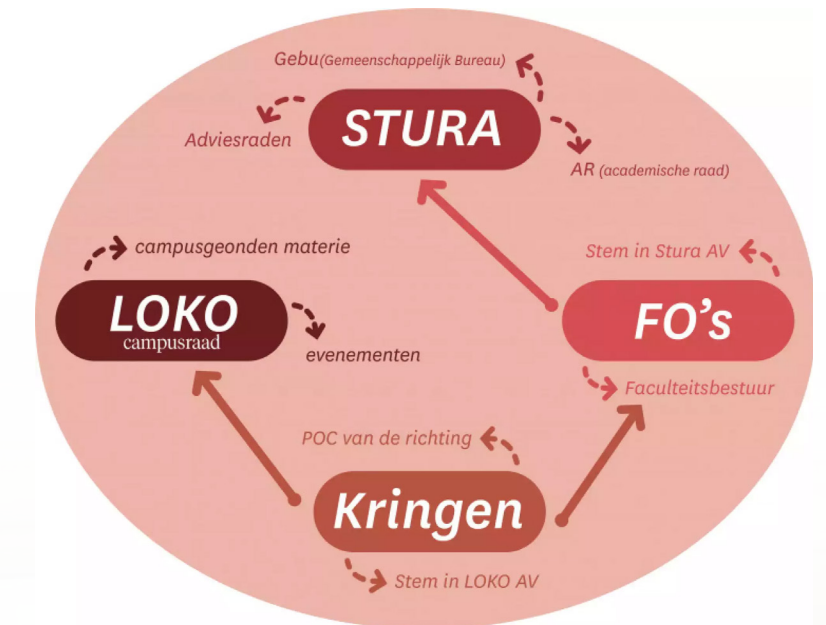 Gebu(Gemeenschappelijk Bureau)
STURA
Adviesraden
AR (academische raad)
campusgeonden materie
Stem in Stura AV
LOKO
campusraad
FO's
evenementen
Faculteitsbestuur
POC van de richting
Kringen
Stem in LOKO AV